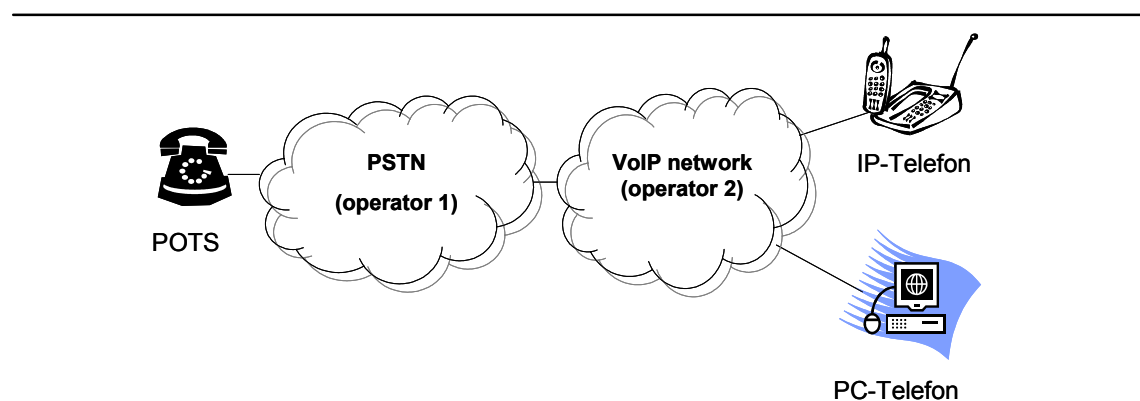 POTS
PSTN
(operator 1)
VoIP network
(operator 2)
IP-Telefon
PC-Telefon